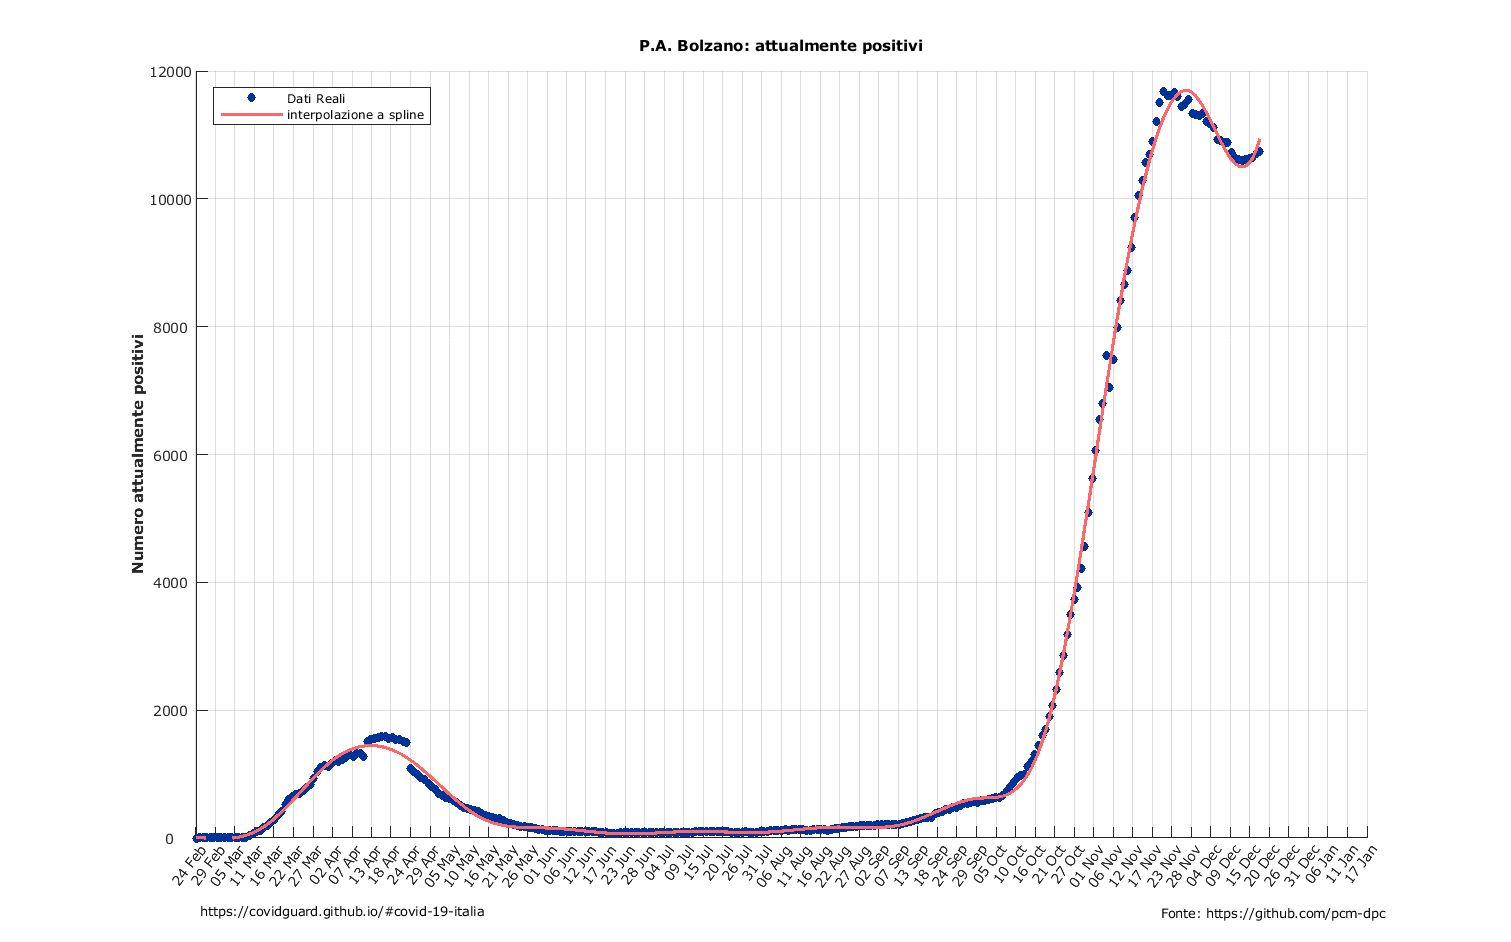 P.A. Bolzano: attualmente positivi
12000
10000
8000
6000
4000
2000
0
Numero attualmente positivi
Dati Reali
interpolazione a spline
24 Feb
29 Feb
05 Mar
11 Mar
16 Mar
22 Mar
27 Mar
02 Apr
07 Apr
13 Apr
18 Apr
24 Apr
29 Apr
05 May
10 May
16 May
21 May
26 May
01 Jun
06 Jun
12 Jun
17 Jun
23 Jun
28 Jun
04 Jul
09 Jul
15 Jul
20 Jul
26 Jul
31 Jul
06 Aug
11 Aug
16 Aug
22 Aug
27 Aug
02 Sep
07 Sep
13 Sep
18 Sep
24 Sep
29 Sep
05 Oct
10 Oct
16 Oct
21 Oct
27 Oct
01 Nov
06 Nov
12 Nov
17 Nov
23 Nov
28 Nov
04 Dec
09 Dec
15 Dec
20 Dec
26 Dec
31 Dec
06 Jan
11 Jan
17 Jan
https://covidguard.github.io/#covid-19-italia
Fonte: https://github.com/pcm-dpc